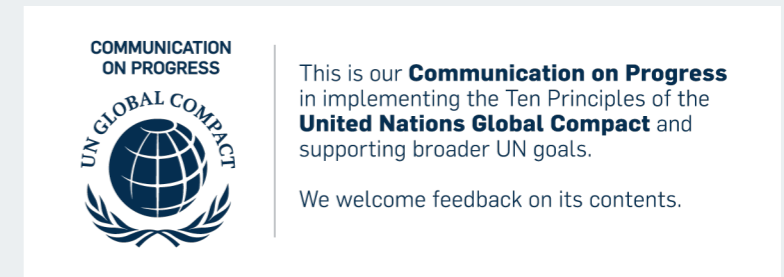 COMMUNICATION
ON PROGRESS
UN GLOBAL COMPACT
This is our Communication on Progress
in implementing the Ten Principles of the
United Nations Global Compact and
supporting broader UN goals.
We welcome feedback on its contents.